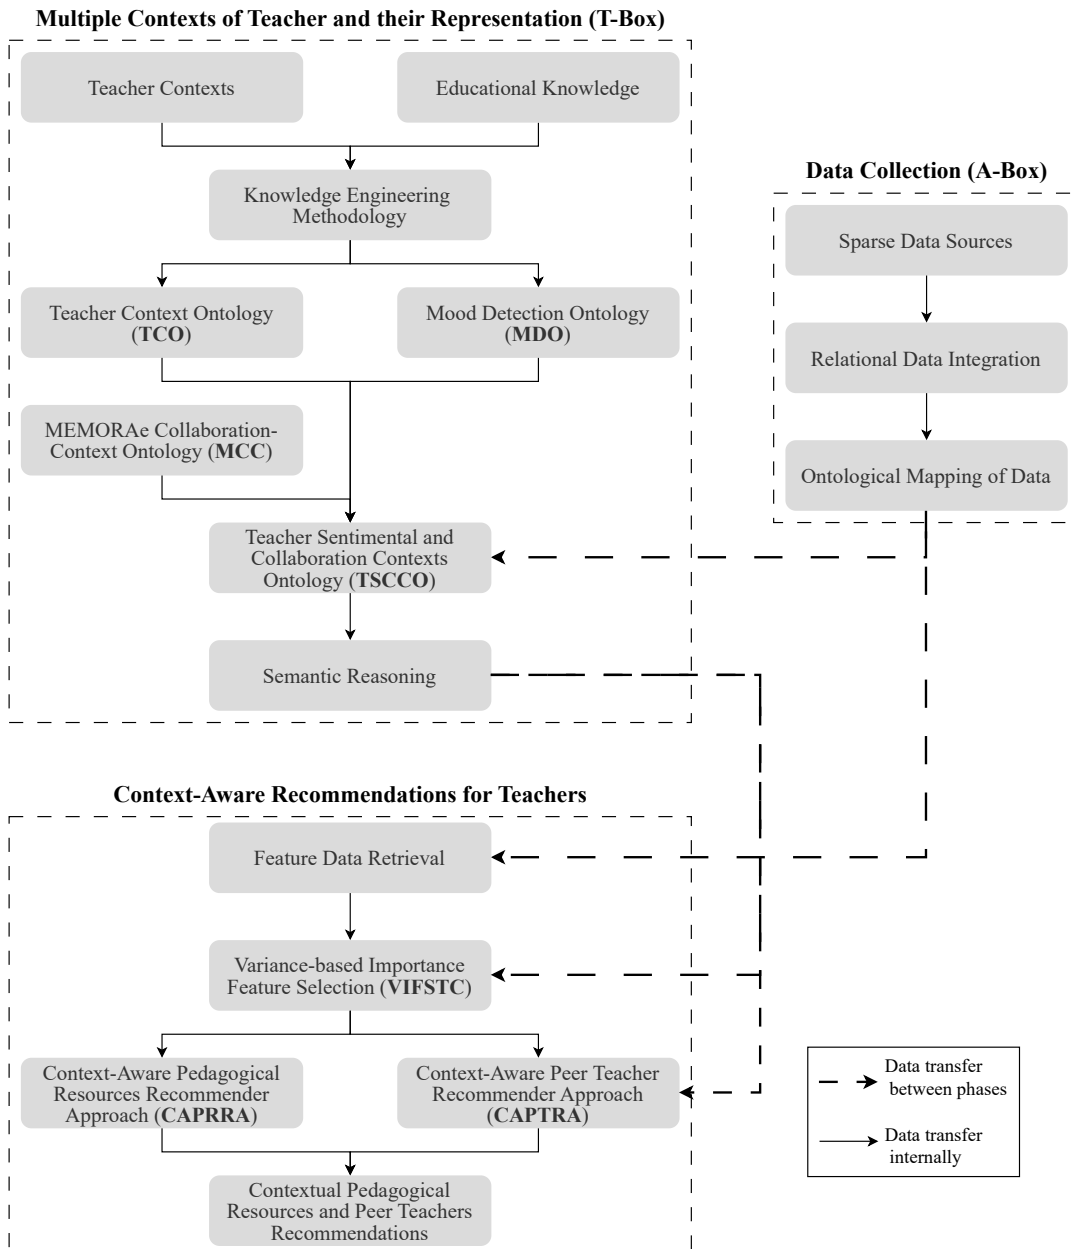 Multiple Contexts of Teacher and their Representation (T-Box)
Teacher Contexts
Educational Knowledge
Knowledge Engineering
Methodology
Teacher Context Ontology
(TCO)
Mood Detection Ontology
(MDO)
MEMORAe Collaboration-
Context Ontology (MCC)
Teacher Sentimental and
Collaboration Contexts
Ontology (TSCCO)
Semantic Reasoning
Data Collection (A-Box)
Sparse Data Sources
Relational Data Integration
Ontological Mapping of Data
Context-Aware Recommendations for Teachers
Feature Data Retrieval
Variance-based Importance
Feature Selection (VIFSTC)
Context-Aware Pedagogical
Resources Recommender
Approach (CAPRRA)
Context-Aware Peer Teacher
Recommender Approach
(CAPTRA)
Contextual Pedagogical
Resources and Peer Teachers
Recommendations
Data transfer
between phases
Data transfer
internally